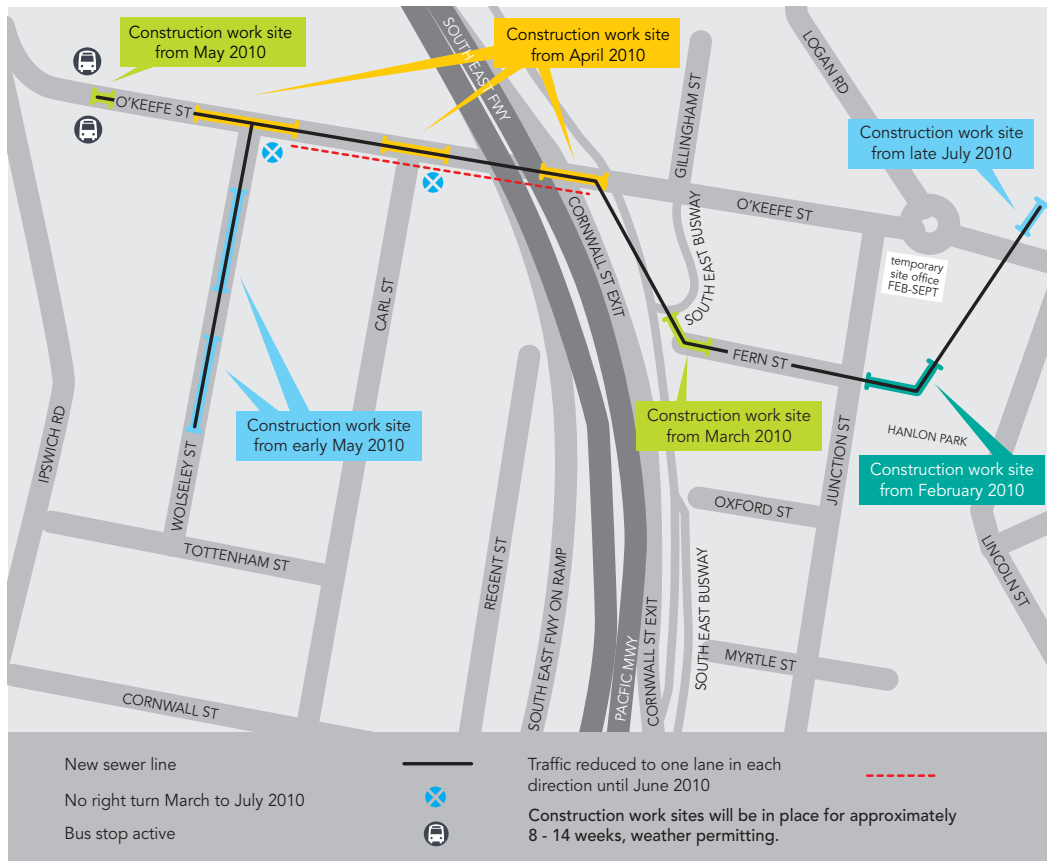 Construction work site
from May 2010
Construction work site
from April 2010
SOUTH EAST FWY
SOUTH EAST FWY
LOGAN RD
GILLINGHAM ST
Construction work site
from late July 2010
O'KEEFE ST
O'KEEFE ST
CORNWALL ST EXIT
SOUTH EAST BUSWAY
temporary
site office
FEB-SEPT
CARL ST
FERN ST
IPSWICH RD
Construction work site
from early May 2010
Construction work site
from March 2010
HANLON PARK
JUNCTION ST
Construction work site
from February 2010
WOLSELEY ST
OXFORD ST
TOTTENHAM ST
REGENT ST
SOUTH EAST FWY ON RAMP
LINCOLN ST
PACFIC MWY
CORNWALL ST EXIT
SOUTH EAST BUSWAY
MYRTLE ST
CORNWALL ST
New sewer line
No right turn March to July 2010
Bus stop active
Traffic reduced to one lane in each
direction until June 2010
Construction work sites will be in place for approximately
8 - 14 weeks, weather permitting.